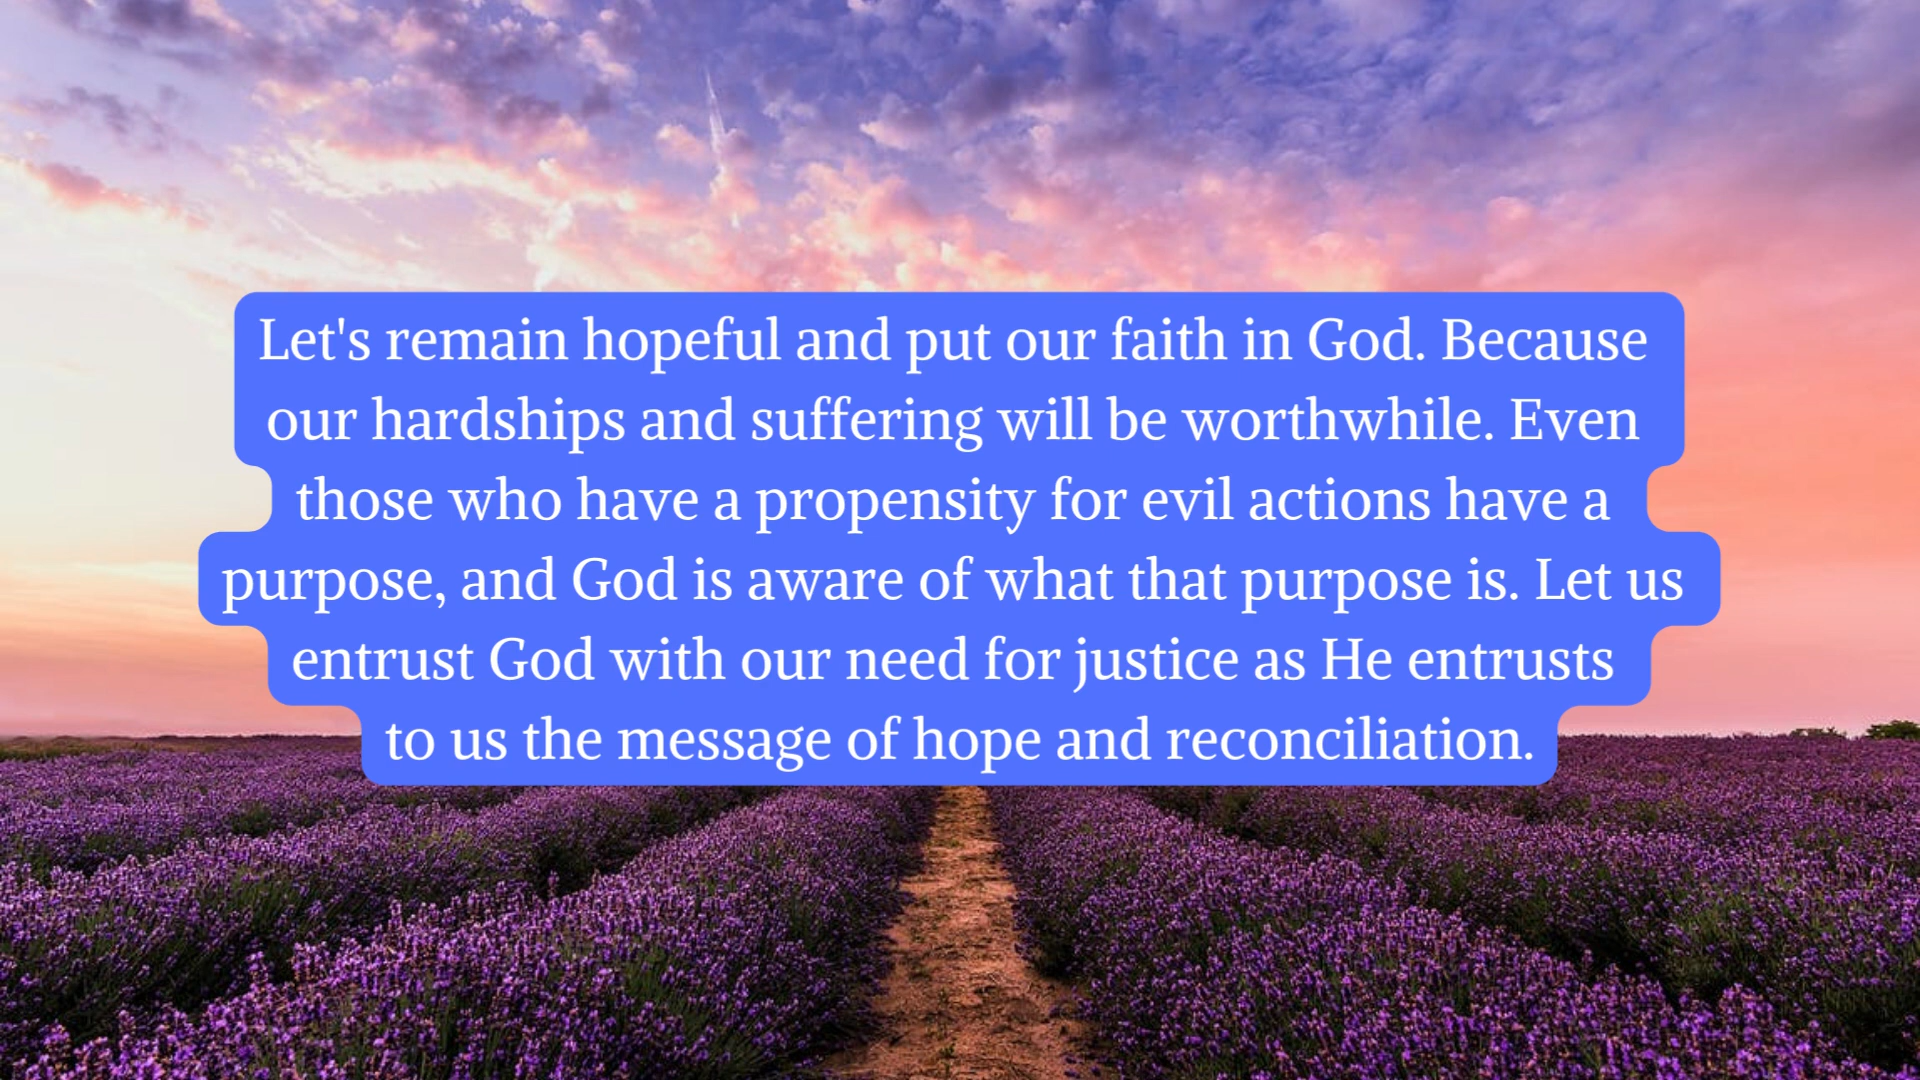 Let's remain hopeful and put our faith in God. Because
our hardships and suffering will be worthwhile. Even
those who have a propensity for evil actions have a
purpose, and God is aware of what that purpose is. Let us
entrust God with our need for justice as He entrusts
to us the message of hope and reconciliation.